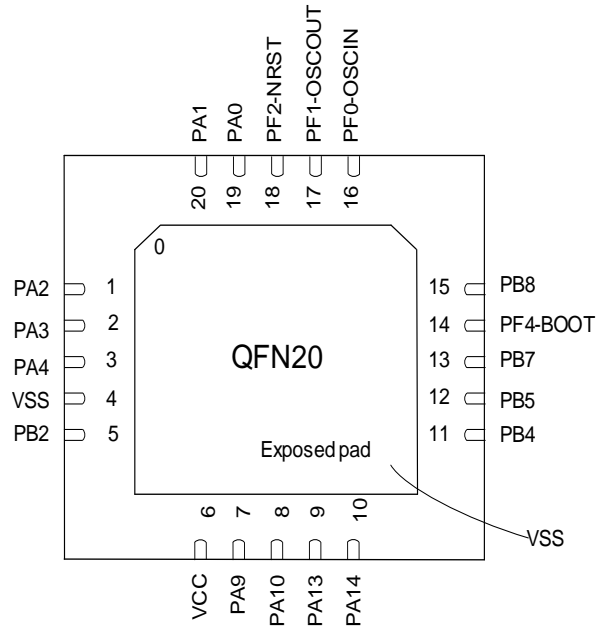 PA1
PA0
PF2-NRST
PF1-OSCOUT
PF0-OSCIN
20
19
18
17
16
0
PA2 1
PA3 2
PA4 3
VSS 4
PB2 5
QFN20
Exposed pad
15 PB8
14 PF4-BOOT
13 PB7
12 PB5
11 PB4
VSS
6
7
8
9
10
VCC
PA9
PA10
PA13
PA14